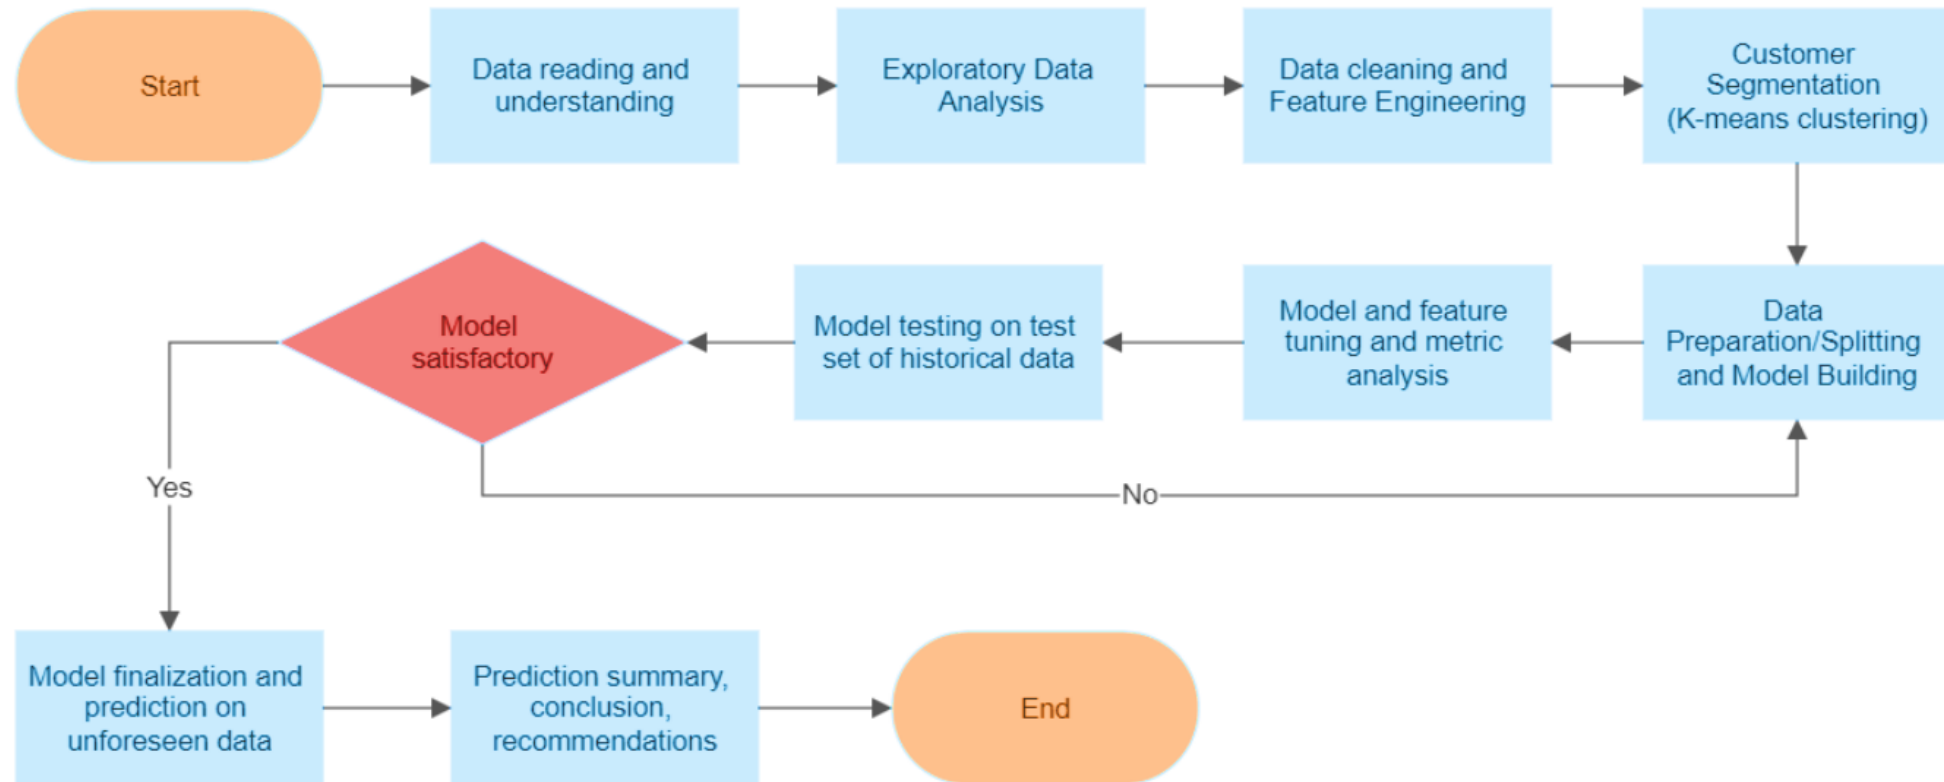 Start
Data reading and
understanding
Exploratory Data
Analysis
Data cleaning and
Feature Engineering
Customer
Segmentation
(K-means clustering)
Model
satisfactory
Model testing on test
set of historical data
Model and feature
tuning and metric
analysis
Data
Preparation/Splitting
and Model Building
Yes
No
Model finalization and
prediction on
unforeseen data
Prediction summary,
conclusion,
recommendations
End